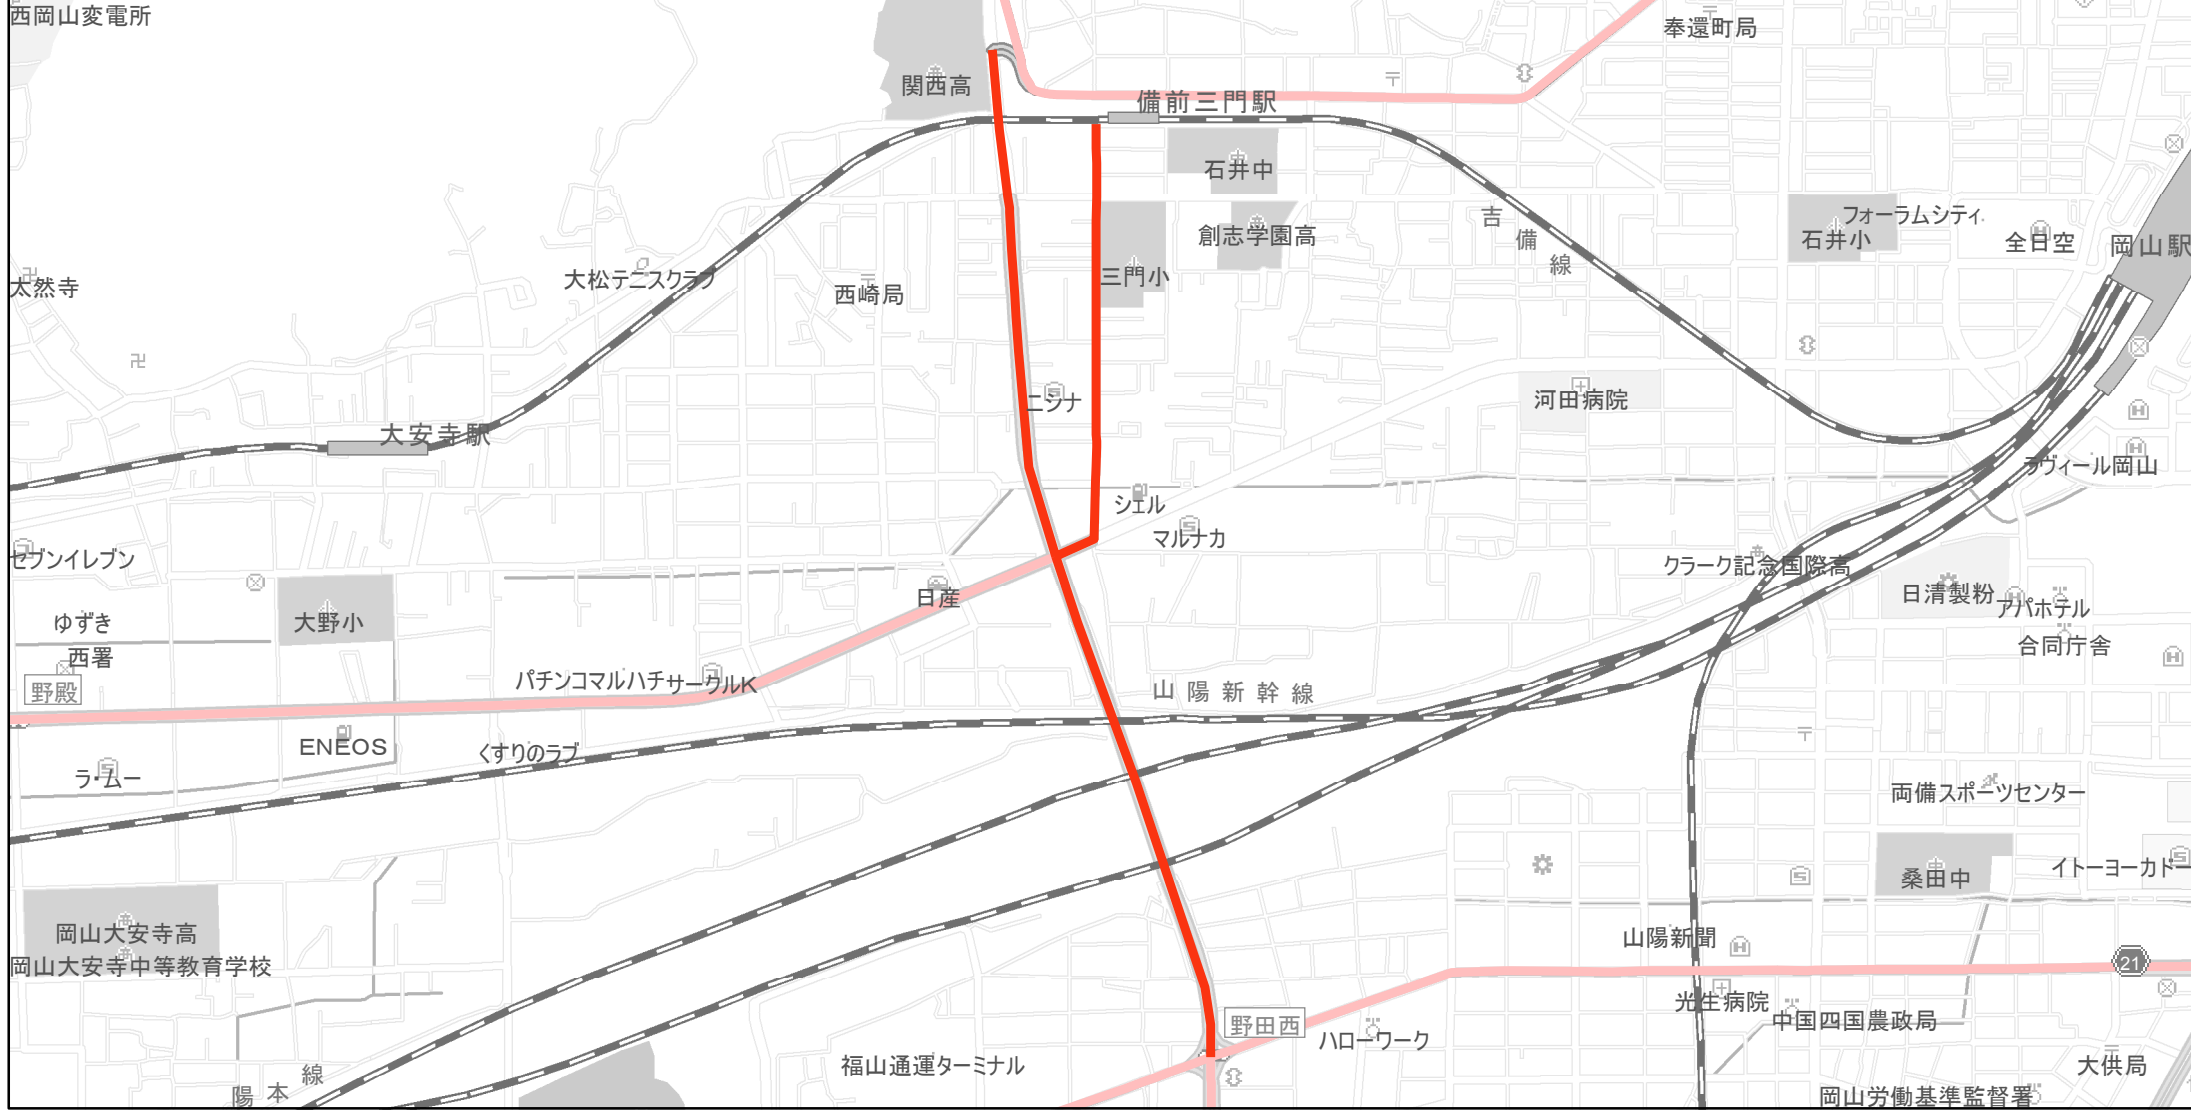 西岡山変電所
奉還町局
関西高
備前三門駅
石井中
吉備線
フォーラムシティ
石井小
全日空
岡山駅
創志学園高
三門小
大松テニスクラブ
西崎局
太然寺
ニシナ
河田病院
大安寺駅
ラヴィール岡山
シェル
マルナカ
セブンイレブン
クラーク記念国際高
日清製粉
アパホテル
日産
ゆずき
大野小
合同庁舎
西署
野殿
パチンコマルハチ
サークルK
山陽新幹線
ENEOS
くすりのラブ
ラ・ムー
両備スポーツセンター
桑田中
イトーヨーカドー
岡山大安寺高
岡山大安寺中等教育学校
山陽新聞
21
光生病院
中国四国農政局
野田西
ハローワーク
福山通運ターミナル
大供局
陽本線
岡山労働基準監督署